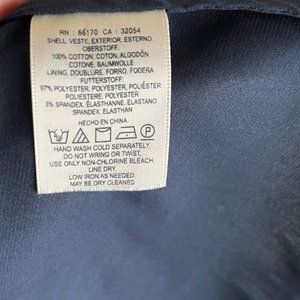 RN : 66170 CA : 32054
SHELL, VESTE, EXTERIOR, ESTERNO,
OBERSTOFF:
100% COTTON, COTON, ALGODÓN
COTONE, BAUMWOLLE
LINING, DOUBLURE, FORRO, FODERA
FUTTERSTOFF:
97% POLYESTER, POLYESTER, POLIÉSTER
POLIESTERE, POLYESTER
3% SPANDEX, ÉLASTHANNE, ELASTANO
SPANDEX, ELASTHAN
HECHO EN CHINA
P
HAND WASH COLD SEPARATELY,
DO NOT WRING OR TWIST.
USE ONLY NON-CHLORINE BLEACH,
LINE DRY.
LOW IRON AS NEEDED
MAY BE DRY CLEANED